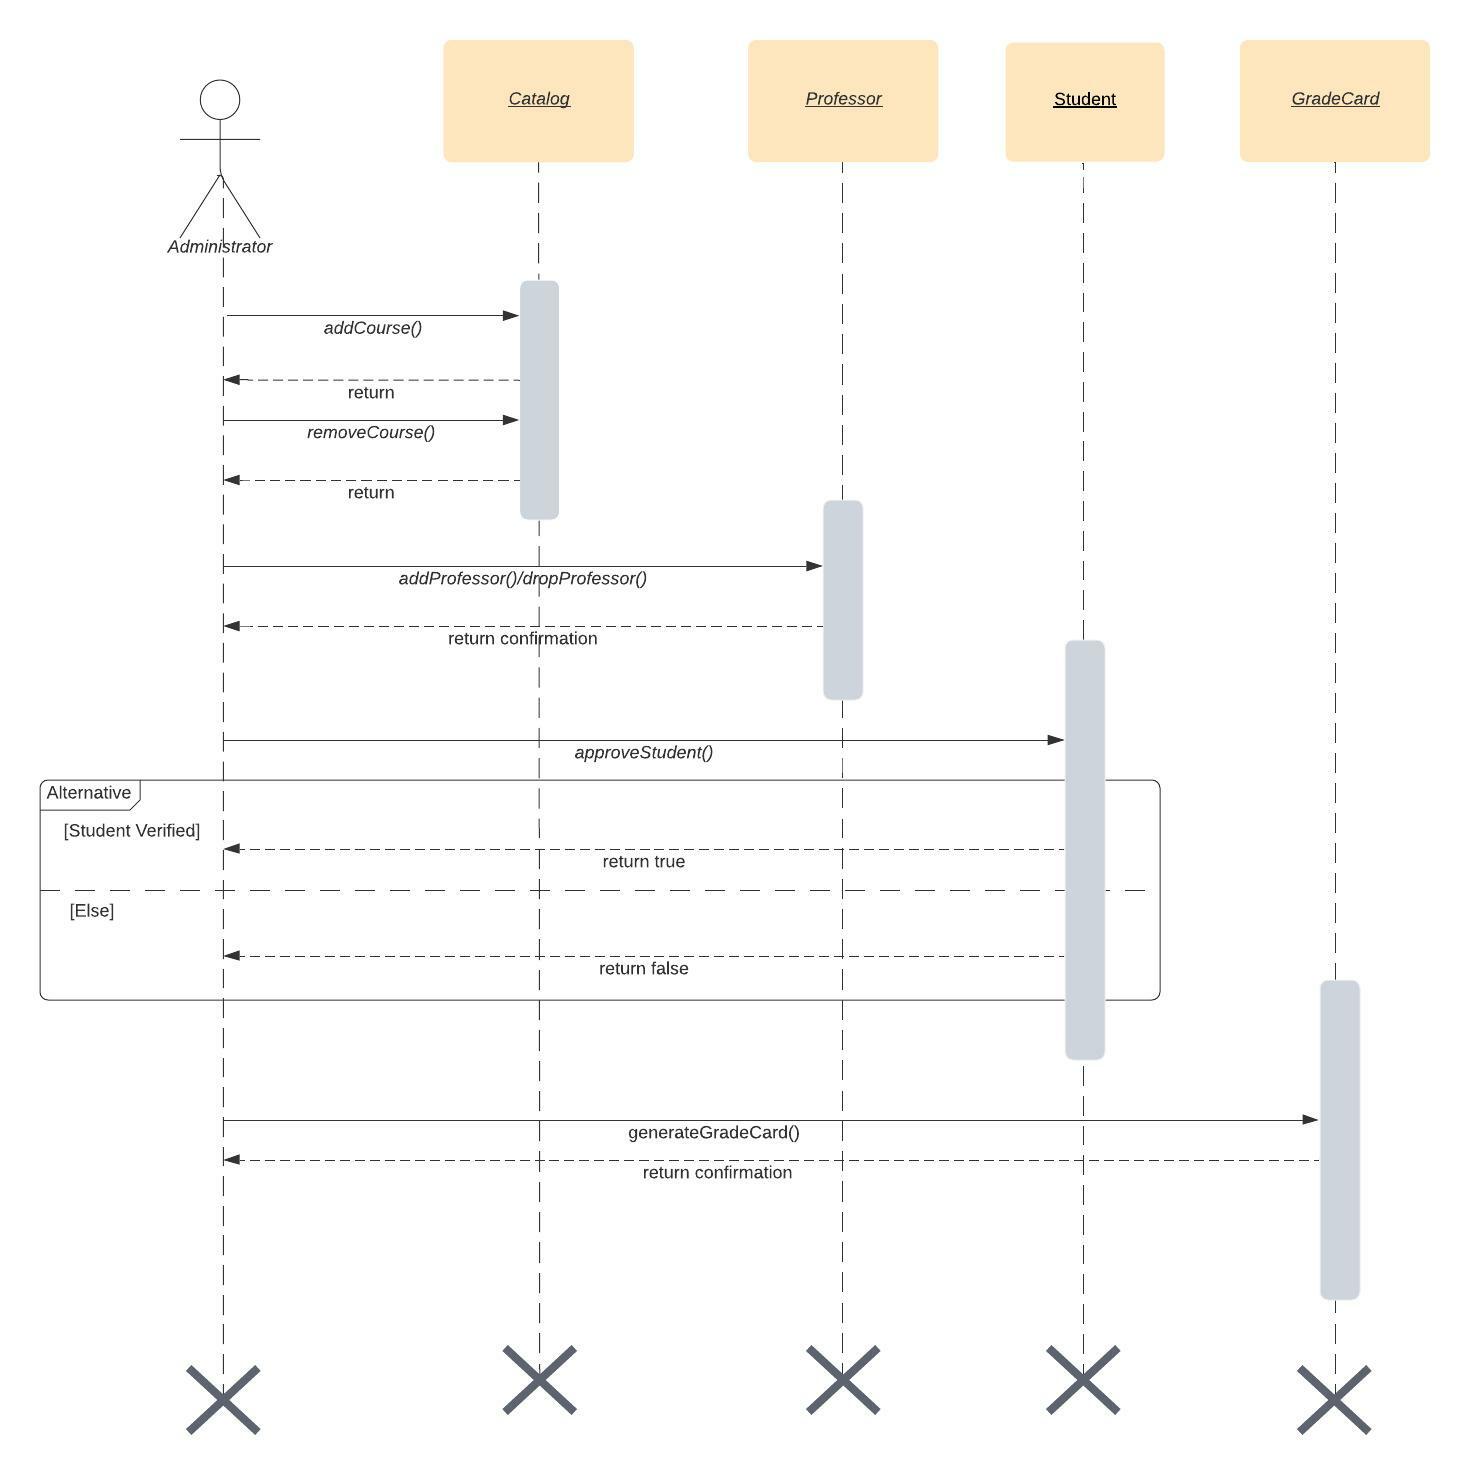 Catalog
Professor
Student
GradeCard
Administrator
addCourse()
return
removeCourse()
return
addProfessor()/dropProfessor()
return confirmation
approveStudent()
Alternative
[Student Verified]
return true
[Else]
return false
generateGradeCard()
return confirmation